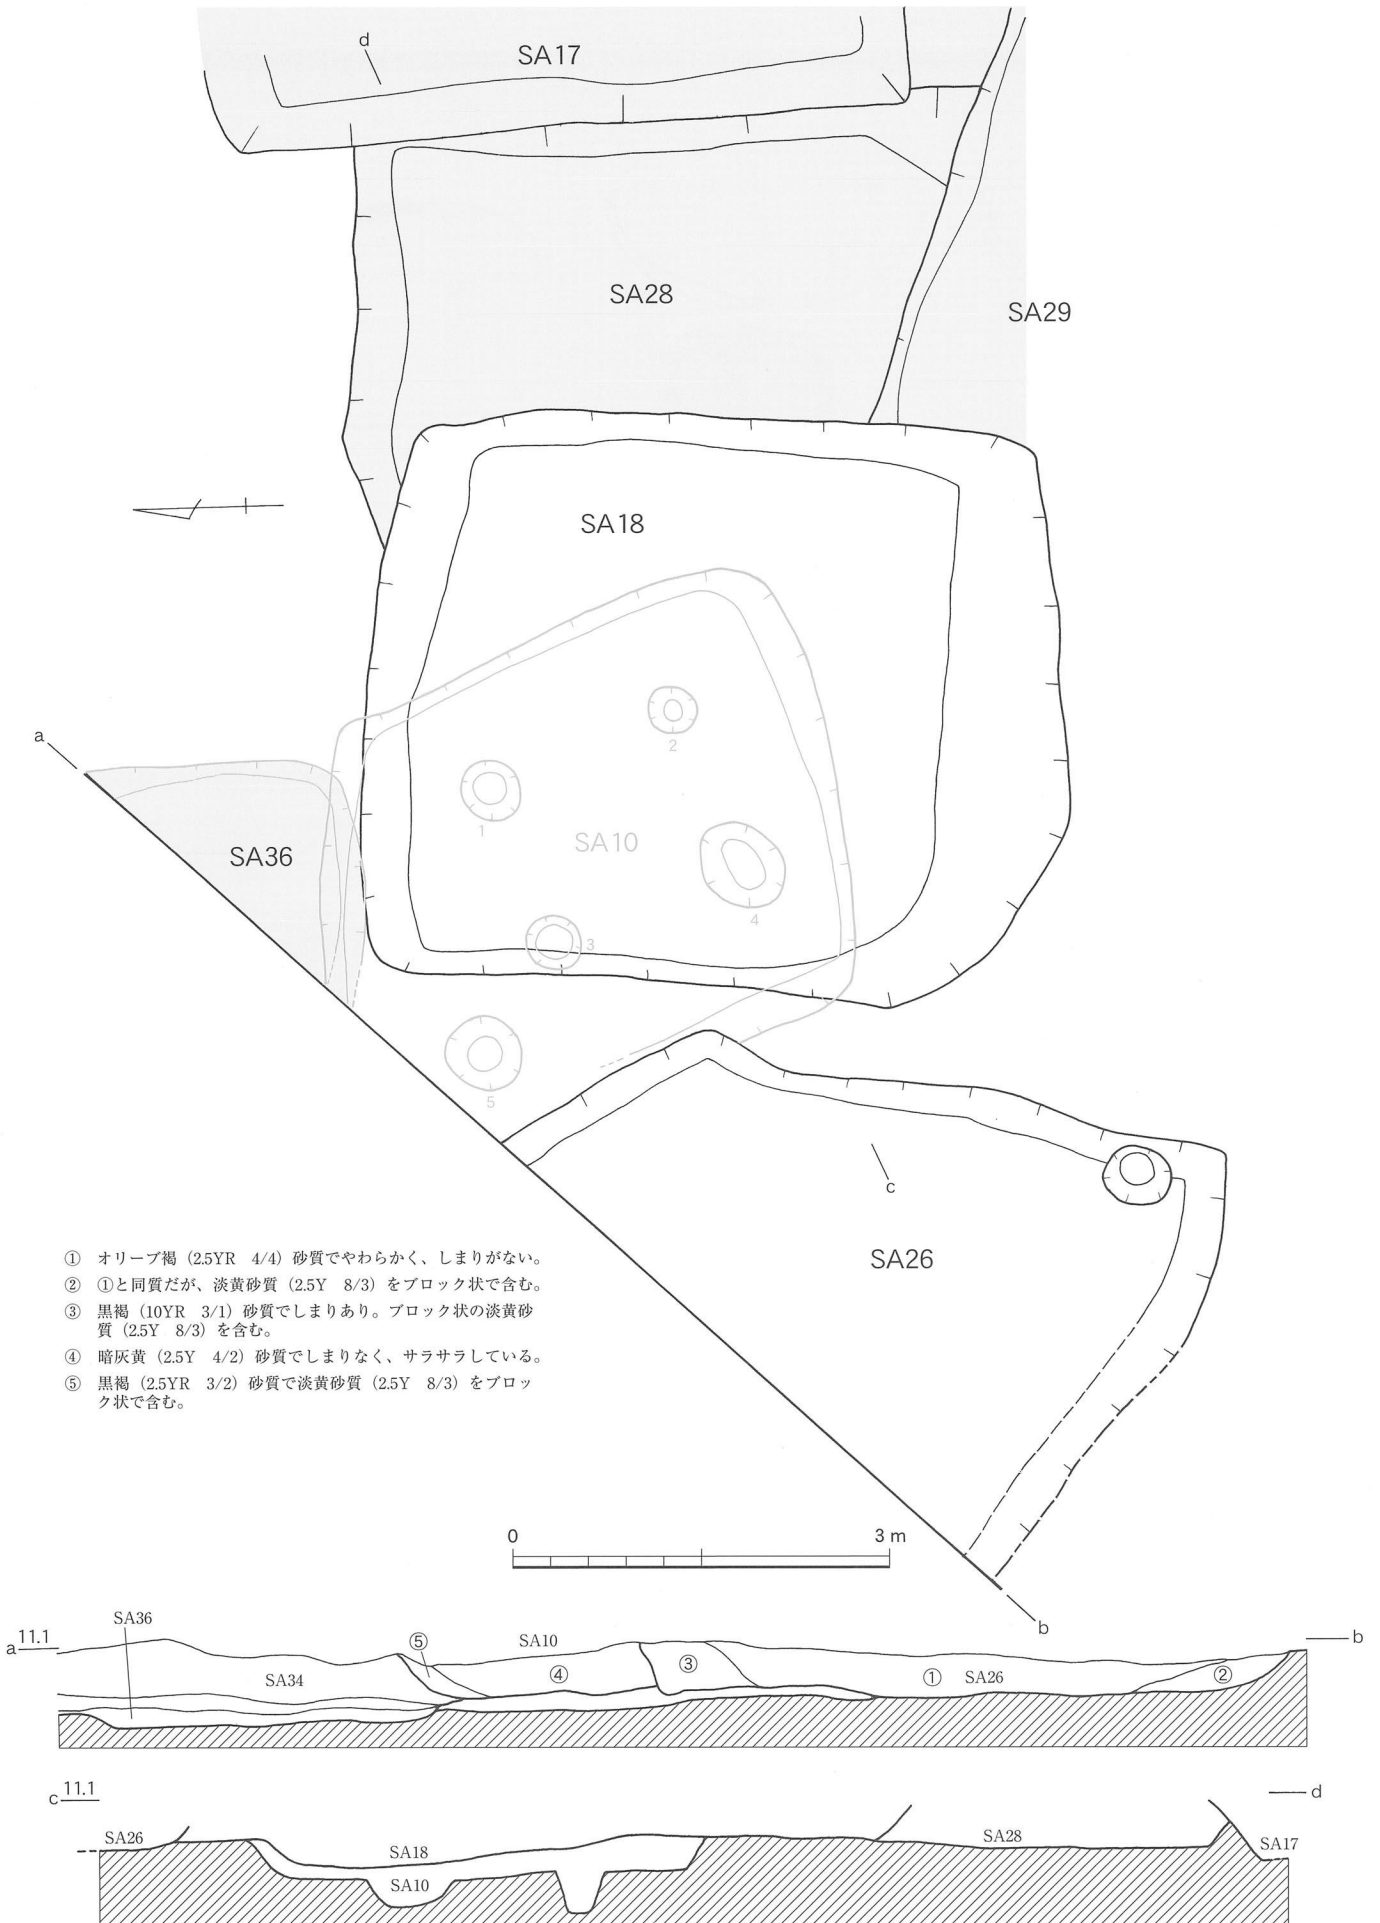 d
SA17
SA28
SA29
SA18
a
2
1
SA10
SA36
4
3
5
c
SA26
① オリーブ褐（2.5YR 4/4）砂質でやわらかく、しまりがない。
② ①と同質だが、淡黄砂質（2.5Y 8/3）をブロック状で含む。
③ 黒褐（10YR 3/1）砂質でしまりあり。ブロック状の淡黄砂
質（2.5Y 8/3）を含む。
④ 暗灰黄（2.5Y 4/2）砂質でしまりなく、サラサラしている。
⑤ 黒褐（2.5YR 3/2）砂質で淡黄砂質（2.5Y 8/3）をブロッ
ク状で含む。
0 3 m
b
SA36
a 11.1 ⑤ SA10 b
SA34 ④ ③ ① SA26 ②
c 11.1 d
SA26 SA18 SA28 SA17
SA10